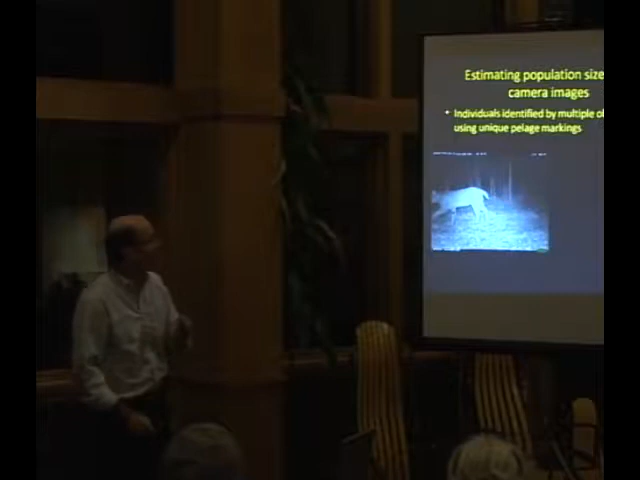 Estimating population size
camera images
• Individuals identified by multiple
using unique pelage markings